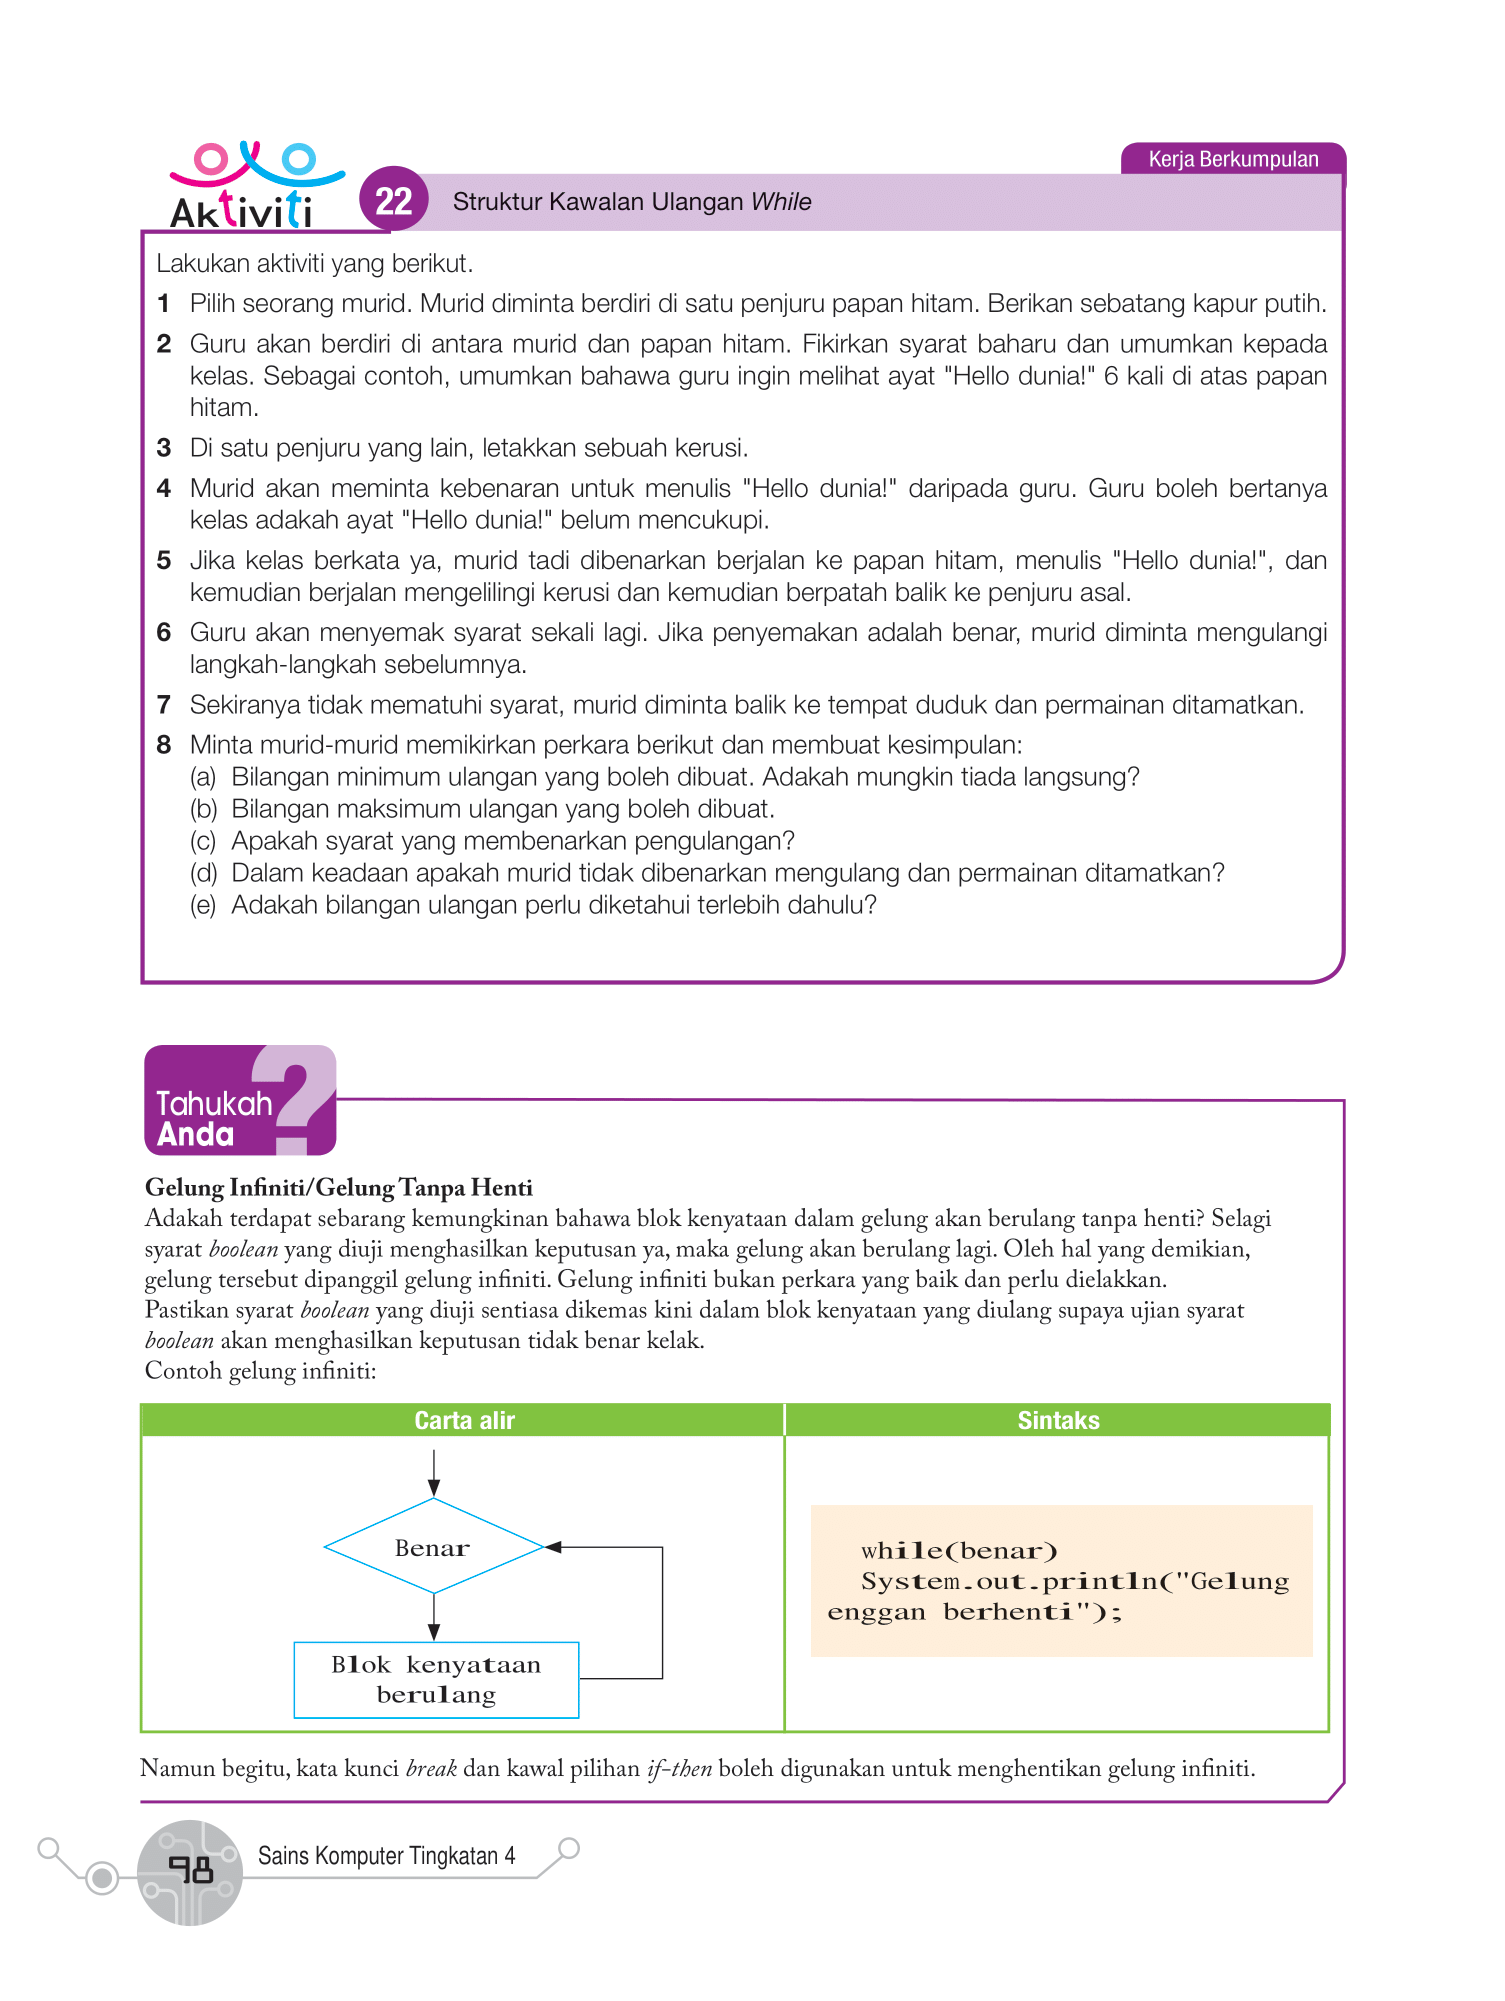 Kerja Berkumpulan
Aktiviti 22 Struktur Kawalan Ulangan While
Lakukan aktiviti yang berikut.
1 Pilih seorang murid. Murid diminta berdiri di satu penjuru papan hitam. Berikan sebatang kapur putih.
2 Guru akan berdiri di antara murid dan papan hitam. Fikirkan syarat baharu dan umumkan kepada
kelas. Sebagai contoh, umumkan bahawa guru ingin melihat ayat "Hello dunia!" 6 kali di atas papan
hitam.
3 Di satu penjuru yang lain, letakkan sebuah kerusi.
4 Murid akan meminta kebenaran untuk menulis "Hello dunia!" daripada guru. Guru boleh bertanya
kelas adakah ayat "Hello dunia!" belum mencukupi.
5 Jika kelas berkata ya, murid tadi dibenarkan berjalan ke papan hitam, menulis "Hello dunia!", dan
kemudian berjalan mengelilingi kerusi dan kemudian berpatah balik ke penjuru asal.
6 Guru akan menyemak syarat sekali lagi. Jika penyemakan adalah benar, murid diminta mengulangi
langkah-langkah sebelumnya.
7 Sekiranya tidak mematuhi syarat, murid diminta balik ke tempat duduk dan permainan ditamatkan.
8 Minta murid-murid memikirkan perkara berikut dan membuat kesimpulan:
(a) Bilangan minimum ulangan yang boleh dibuat. Adakah mungkin tiada langsung?
(b) Bilangan maksimum ulangan yang boleh dibuat.
(c) Apakah syarat yang membenarkan pengulangan?
(d) Dalam keadaan apakah murid tidak dibenarkan mengulang dan permainan ditamatkan?
(e) Adakah bilangan ulangan perlu diketahui terlebih dahulu?
Tahukah
Anda ?
Gelung Infiniti/Gelung Tanpa Henti
Adakah terdapat sebarang kemungkinan bahawa blok kenyataan dalam gelung akan berulang tanpa henti? Selagi
syarat boolean yang diuji menghasilkan keputusan ya, maka gelung akan berulang lagi. Oleh hal yang demikian,
gelung tersebut dipanggil gelung infiniti. Gelung infiniti bukan perkara yang baik dan perlu dielakkan.
Pastikan syarat boolean yang diuji sentiasa dikemas kini dalam blok kenyataan yang diulang supaya ujian syarat
boolean akan menghasilkan keputusan tidak benar kelak.
Contoh gelung infiniti:
Carta alir
Benar
Blok kenyataan
berulang
Sintaks
while(benar)
System.out.println("Gelung
enggan berhenti");
Namun begitu, kata kunci break dan kawal pilihan if-then boleh digunakan untuk menghentikan gelung infiniti.
98 Sains Komputer Tingkatan 4